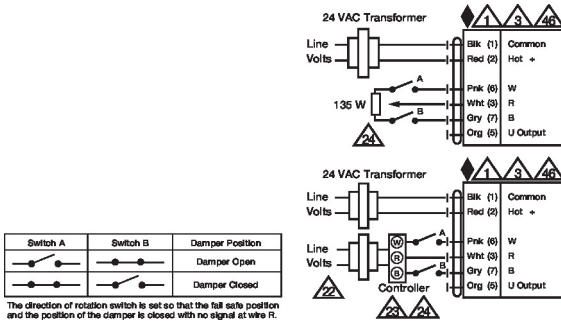 24 VAC Transformer
1 3 46
Line
Volts
Blk (1) Common
Red (2) Hot +
A
Pnk (6) W
135 W
Wht (3) R
B
Gry (7) B
24
Org (5) U Output
24 VAC Transformer
1 3 46
Line
Volts
Blk (1) Common
Red (2) Hot +
Switch A Switch B Damper Position
Damper Open
Damper Closed
The direction of rotation switch is set so that the fail safe position
and the position of the damper is closed with no signal at wire R.
Line
Volts
W
A
Pnk (6) W
R
Wht (3) R
B
B
Gry (7) B
22
Controller
Org (5) U Output
23 24